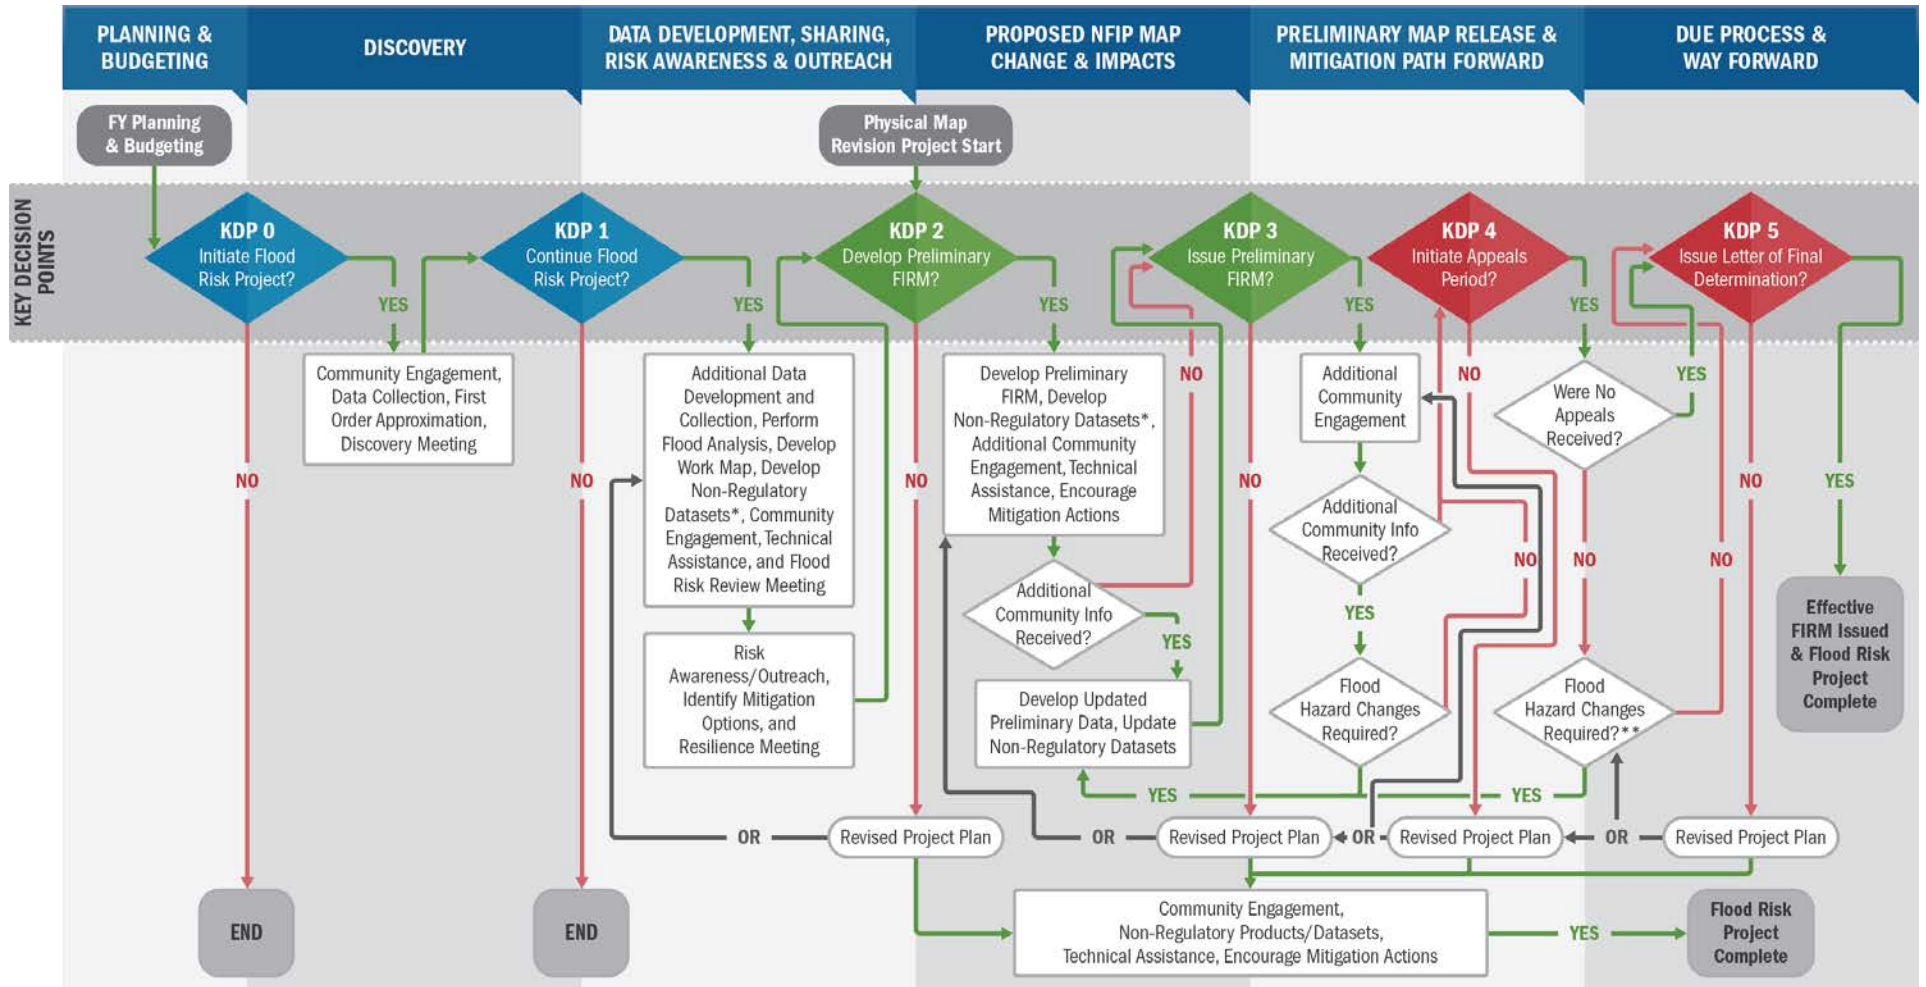 PLANNING &
BUDGETING
DISCOVERY
DATA DEVELOPMENT, SHARING,
RISK AWARENESS & OUTREACH
PROPOSED NFIP MAP
CHANGE & IMPACTS
PRELIMINARY MAP RELEASE &
MITIGATION PATH FORWARD
DUE PROCESS &
WAY FORWARD
FY Planning
& Budgeting
Physical Map
Revision Project Start
KEY DECISION
POINTS
KDP 0
Initiate Flood
Risk Project?
YES
NO
KDP 1
Continue Flood
Risk Project?
YES
NO
KDP 2
Develop Preliminary
FIRM?
YES
NO
KDP 3
Issue Preliminary
FIRM?
YES
NO
KDP 4
Initiate Appeals
Period?
YES
NO
KDP 5
Issue Letter of Final
Determination?
YES
NO
Community Engagement,
Data Collection, First
Order Approximation,
Discovery Meeting
Additional Data
Development and
Collection, Perform
Flood Analysis, Develop
Work Map, Develop
Non-Regulatory
Datasets*, Community
Engagement, Technical
Assistance, and Flood
Risk Review Meeting
Risk
Awareness/Outreach,
Identify Mitigation
Options, and
Resilience Meeting
Develop Preliminary
FIRM, Develop
Non-Regulatory Datasets*,
Additional Community
Engagement, Technical
Assistance, Encourage
Mitigation Actions
Additional
Community Info
Received?
NO
YES
Develop Updated
Preliminary Data, Update
Non-Regulatory Datasets
Additional
Community
Engagement
Additional
Community Info
Received?
YES
NO
Flood
Hazard Changes
Required?
YES
Were No
Appeals
Received?
YES
NO
Flood
Hazard Changes
Required?**
NO
YES
Effective
FIRM Issued
& Flood Risk
Project
Complete
OR
Revised Project Plan
OR
Revised Project Plan
OR
Revised Project Plan
OR
Revised Project Plan
END
END
Community Engagement,
Non-Regulatory Products/Datasets,
Technical Assistance, Encourage Mitigation Actions
YES
Flood Risk
Project
Complete